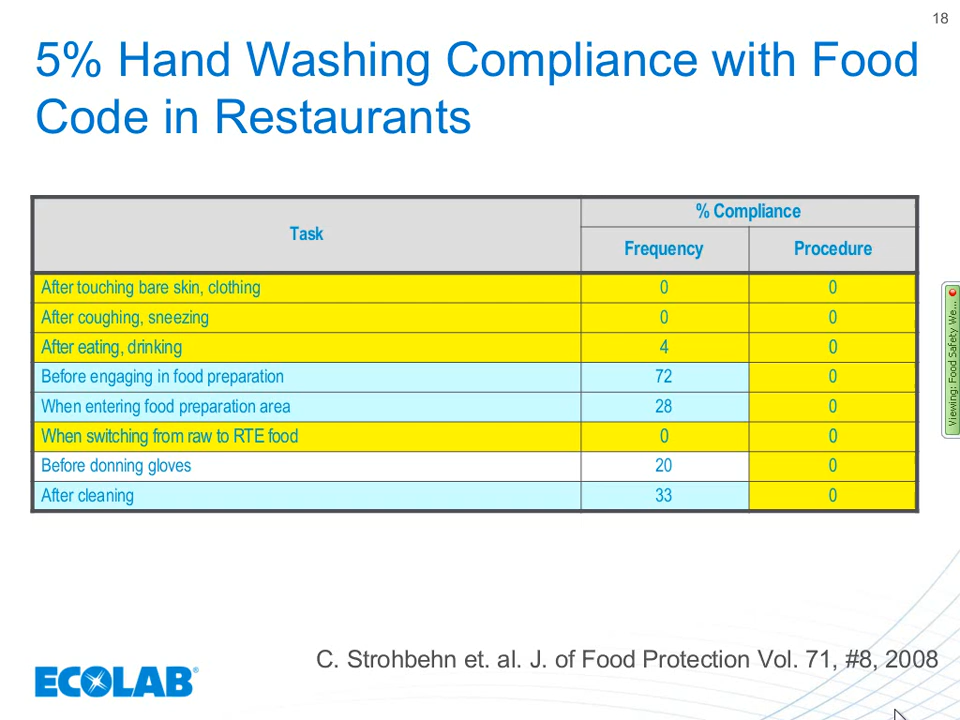 18
5% Hand Washing Compliance with Food
Code in Restaurants
Task
% Compliance
Frequency Procedure
After touching bare skin, clothing 0 0
After coughing, sneezing 0 0
After eating, drinking 4 0
Before engaging in food preparation 72 0
When entering food preparation area 28 0
When switching from raw to RTE food 0 0
Before donning gloves 20 0
After cleaning 33 0
Viewing: Food Safety We...
C. Strohbehn et. al. J. of Food Protection Vol. 71, #8, 2008
ECOLAB®